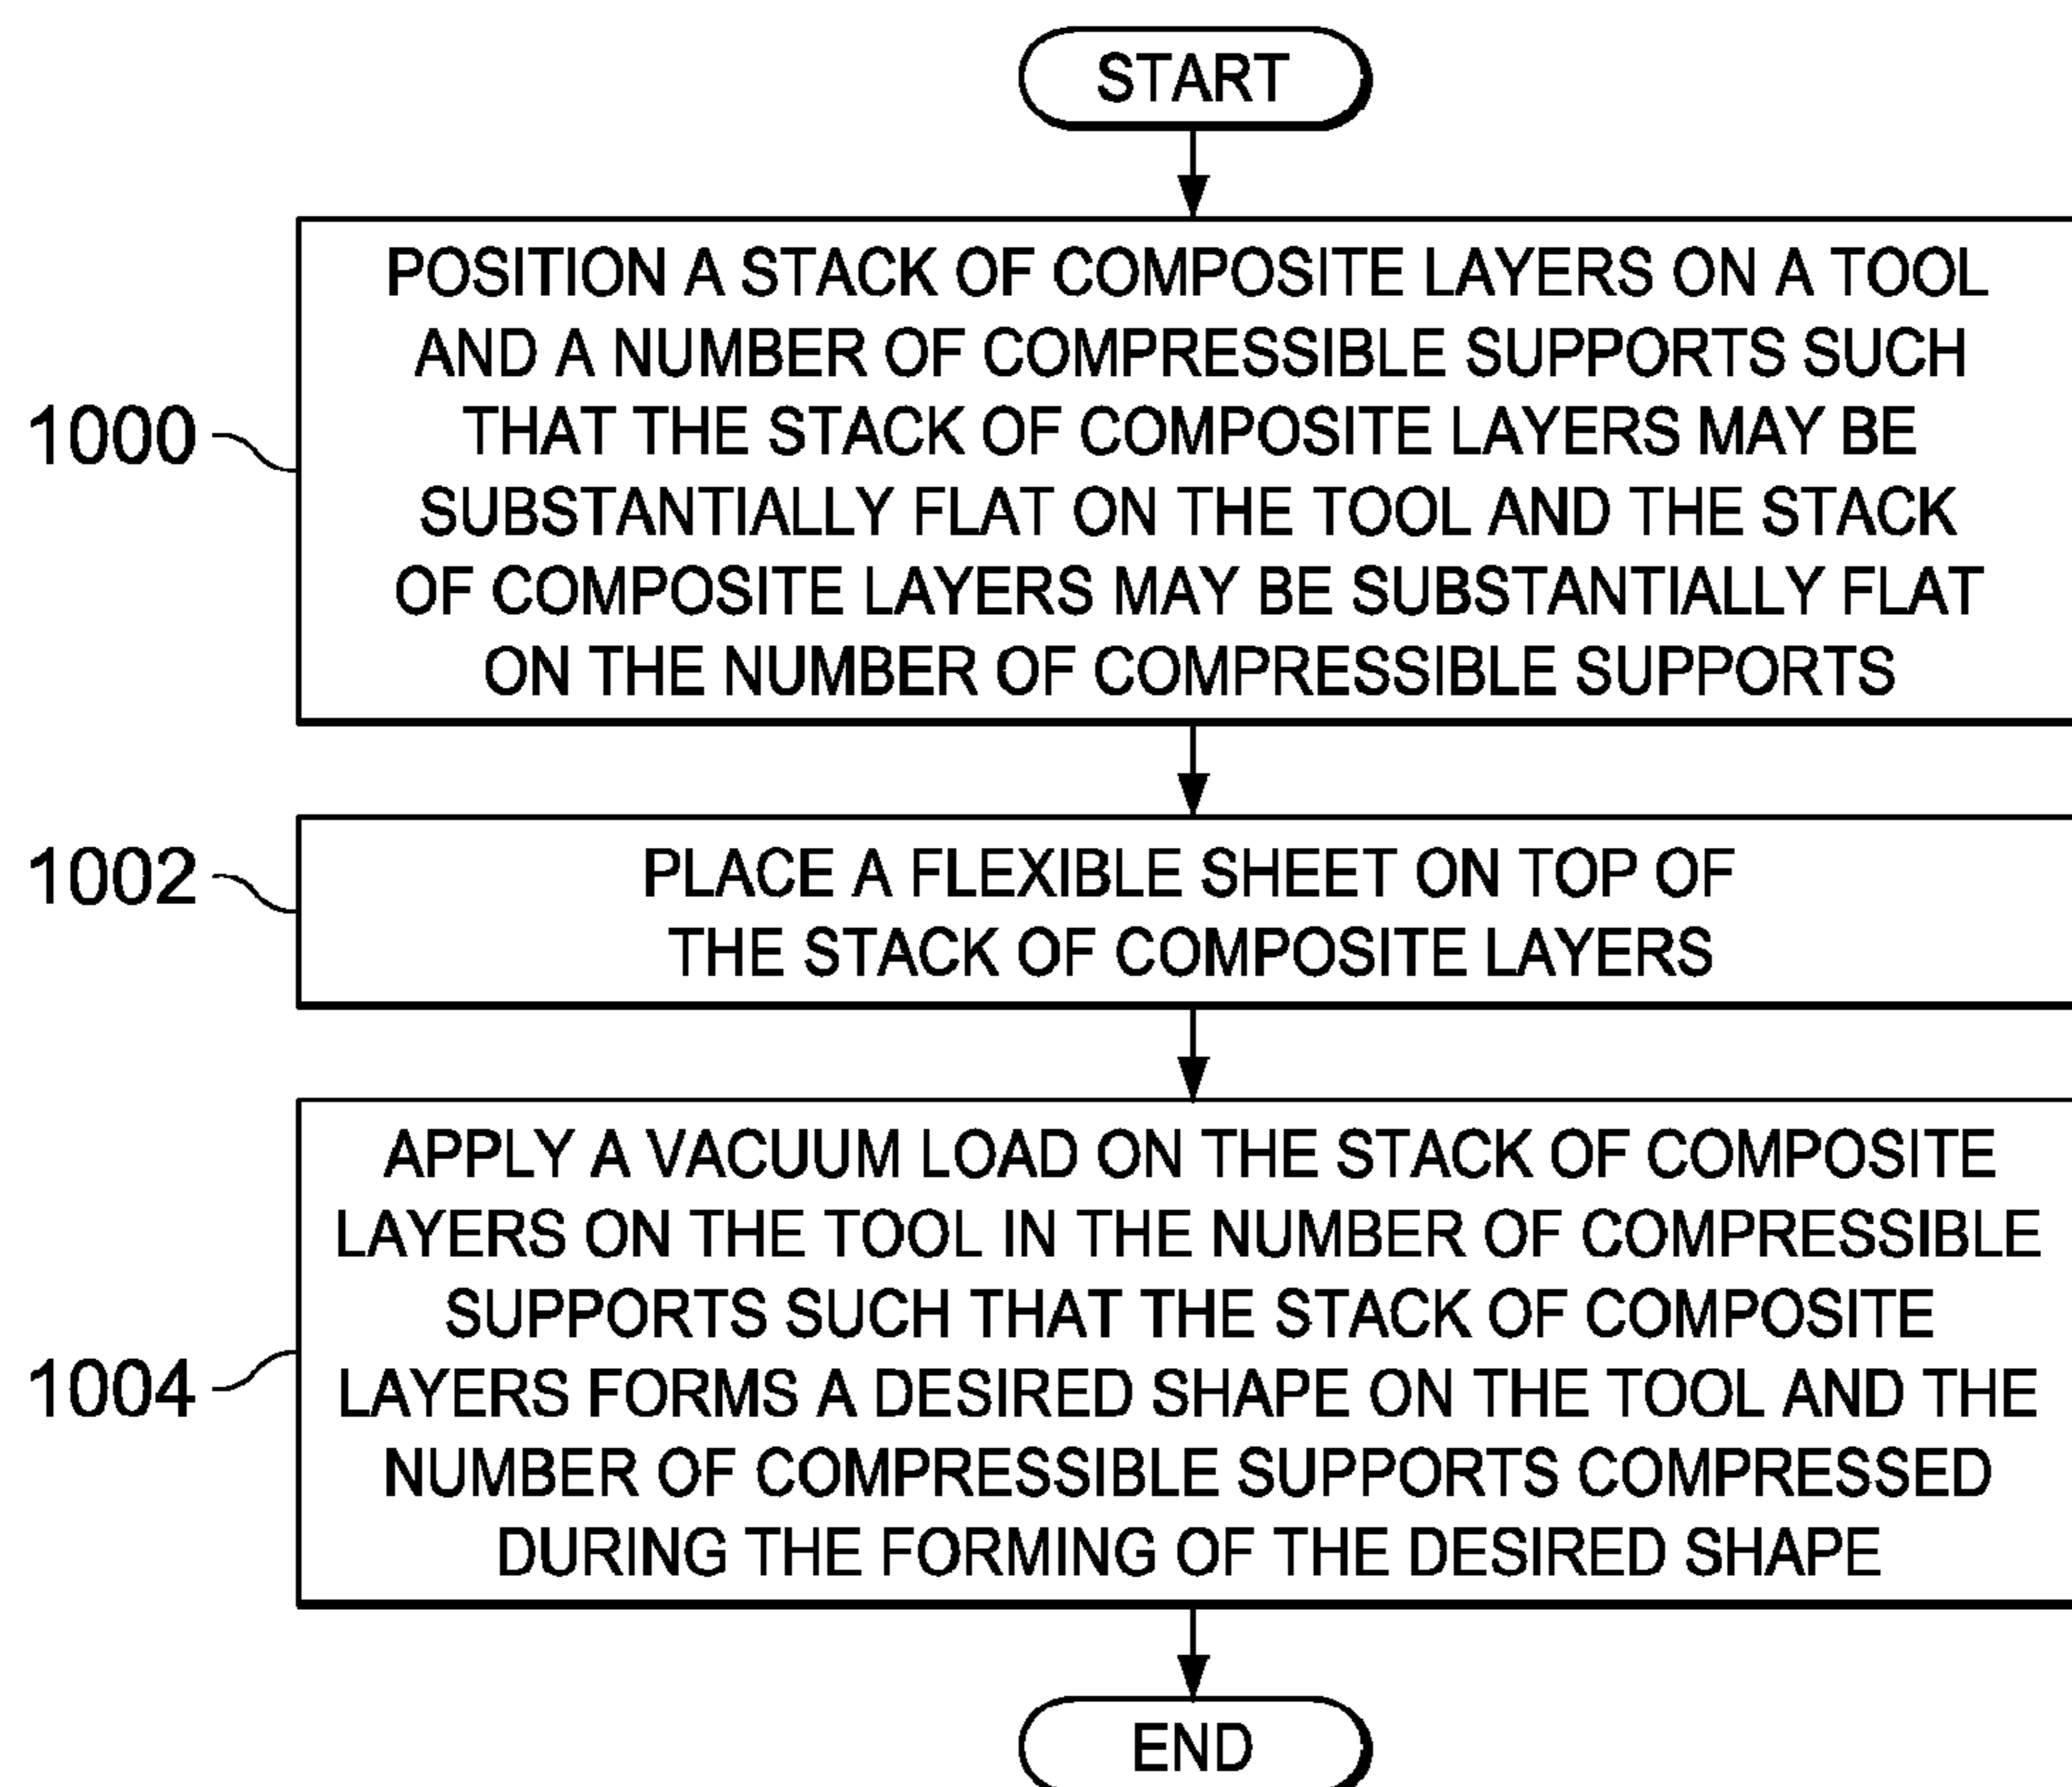 START
1000
POSITION A STACK OF COMPOSITE LAYERS ON A TOOL
AND A NUMBER OF COMPRESSIBLE SUPPORTS SUCH
THAT THE STACK OF COMPOSITE LAYERS MAY BE
SUBSTANTIALLY FLAT ON THE TOOL AND THE STACK
OF COMPOSITE LAYERS MAY BE SUBSTANTIALLY FLAT
ON THE NUMBER OF COMPRESSIBLE SUPPORTS
1002
PLACE A FLEXIBLE SHEET ON TOP OF
THE STACK OF COMPOSITE LAYERS
1004
APPLY A VACUUM LOAD ON THE STACK OF COMPOSITE
LAYERS ON THE TOOL IN THE NUMBER OF COMPRESSIBLE
SUPPORTS SUCH THAT THE STACK OF COMPOSITE
LAYERS FORMS A DESIRED SHAPE ON THE TOOL AND THE
NUMBER OF COMPRESSIBLE SUPPORTS COMPRESSED
DURING THE FORMING OF THE DESIRED SHAPE
END